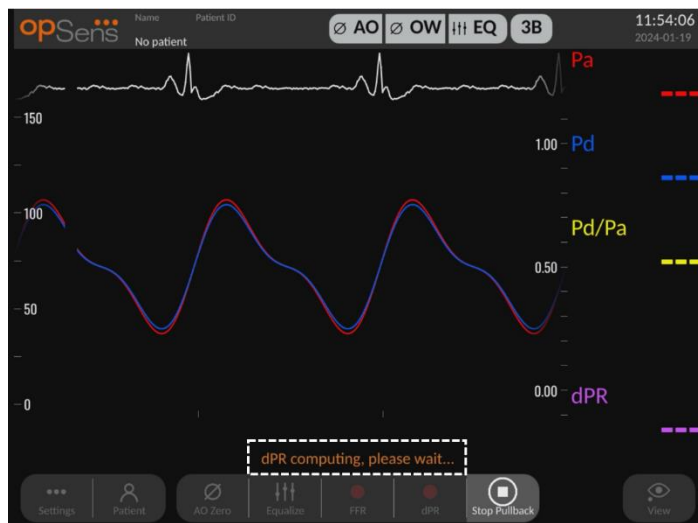 opSens
Name Patient ID
No patient
Ø AO Ø OW EQ 3B
11:54:06
2024-01-19
Pa
150
1.00 Pd
100
Pd/Pa
0.50
50
0.00 dPR
0
dPR computing, please wait...
Settings Patient AO Zero Equalize FFR dPR Stop Pullback View